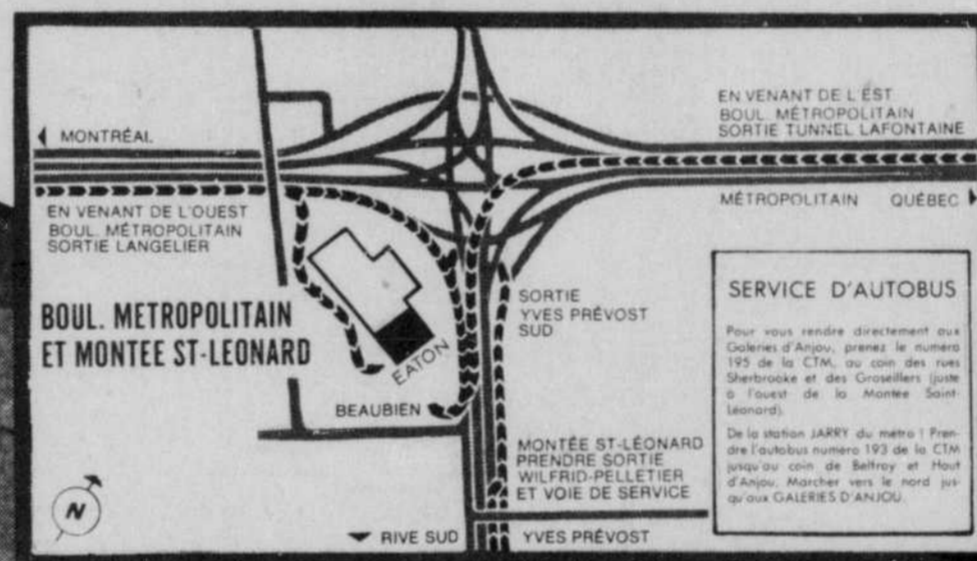 ◀ MONTRÉAL
EN VENANT DE L'EST
BOUL. MÉTROPOLITAIN
SORTIE TUNNEL LAFONTAINE
EN VENANT DE L'OUEST
BOUL. MÉTROPOLITAIN
SORTIE LANGELIER
MÉTROPOLITAIN QUÉBEC ▶
BOUL. METROPOLITAIN
ET MONTEE ST-LEONARD
EATON
BEAUBIEN
SORTIE
YVES PRÉVOST
SUD
MONTÉE ST-LÉONARD
PRENDRE SORTIE
WILFRID-PELLETIER
ET VOIE DE SERVICE
N
▼ RIVE SUD
YVES PRÉVOST
SERVICE D'AUTOBUS
Pour vous rendre directement aux
Galeries d'Anjou, prenez le numéro
195 de la CTM, au coin des rues
Sherbrooke et des Groseillers (juste
à l'ouest de la Montée Saint-
Léonard).
De la station JARRY du métro : Pren-
dre l'autobus numéro 193 de la CTM
jusqu'au coin de Belfroy et Haut
d'Anjou. Marcher vers le nord jus-
qu'aux GALERIES D'ANJOU.